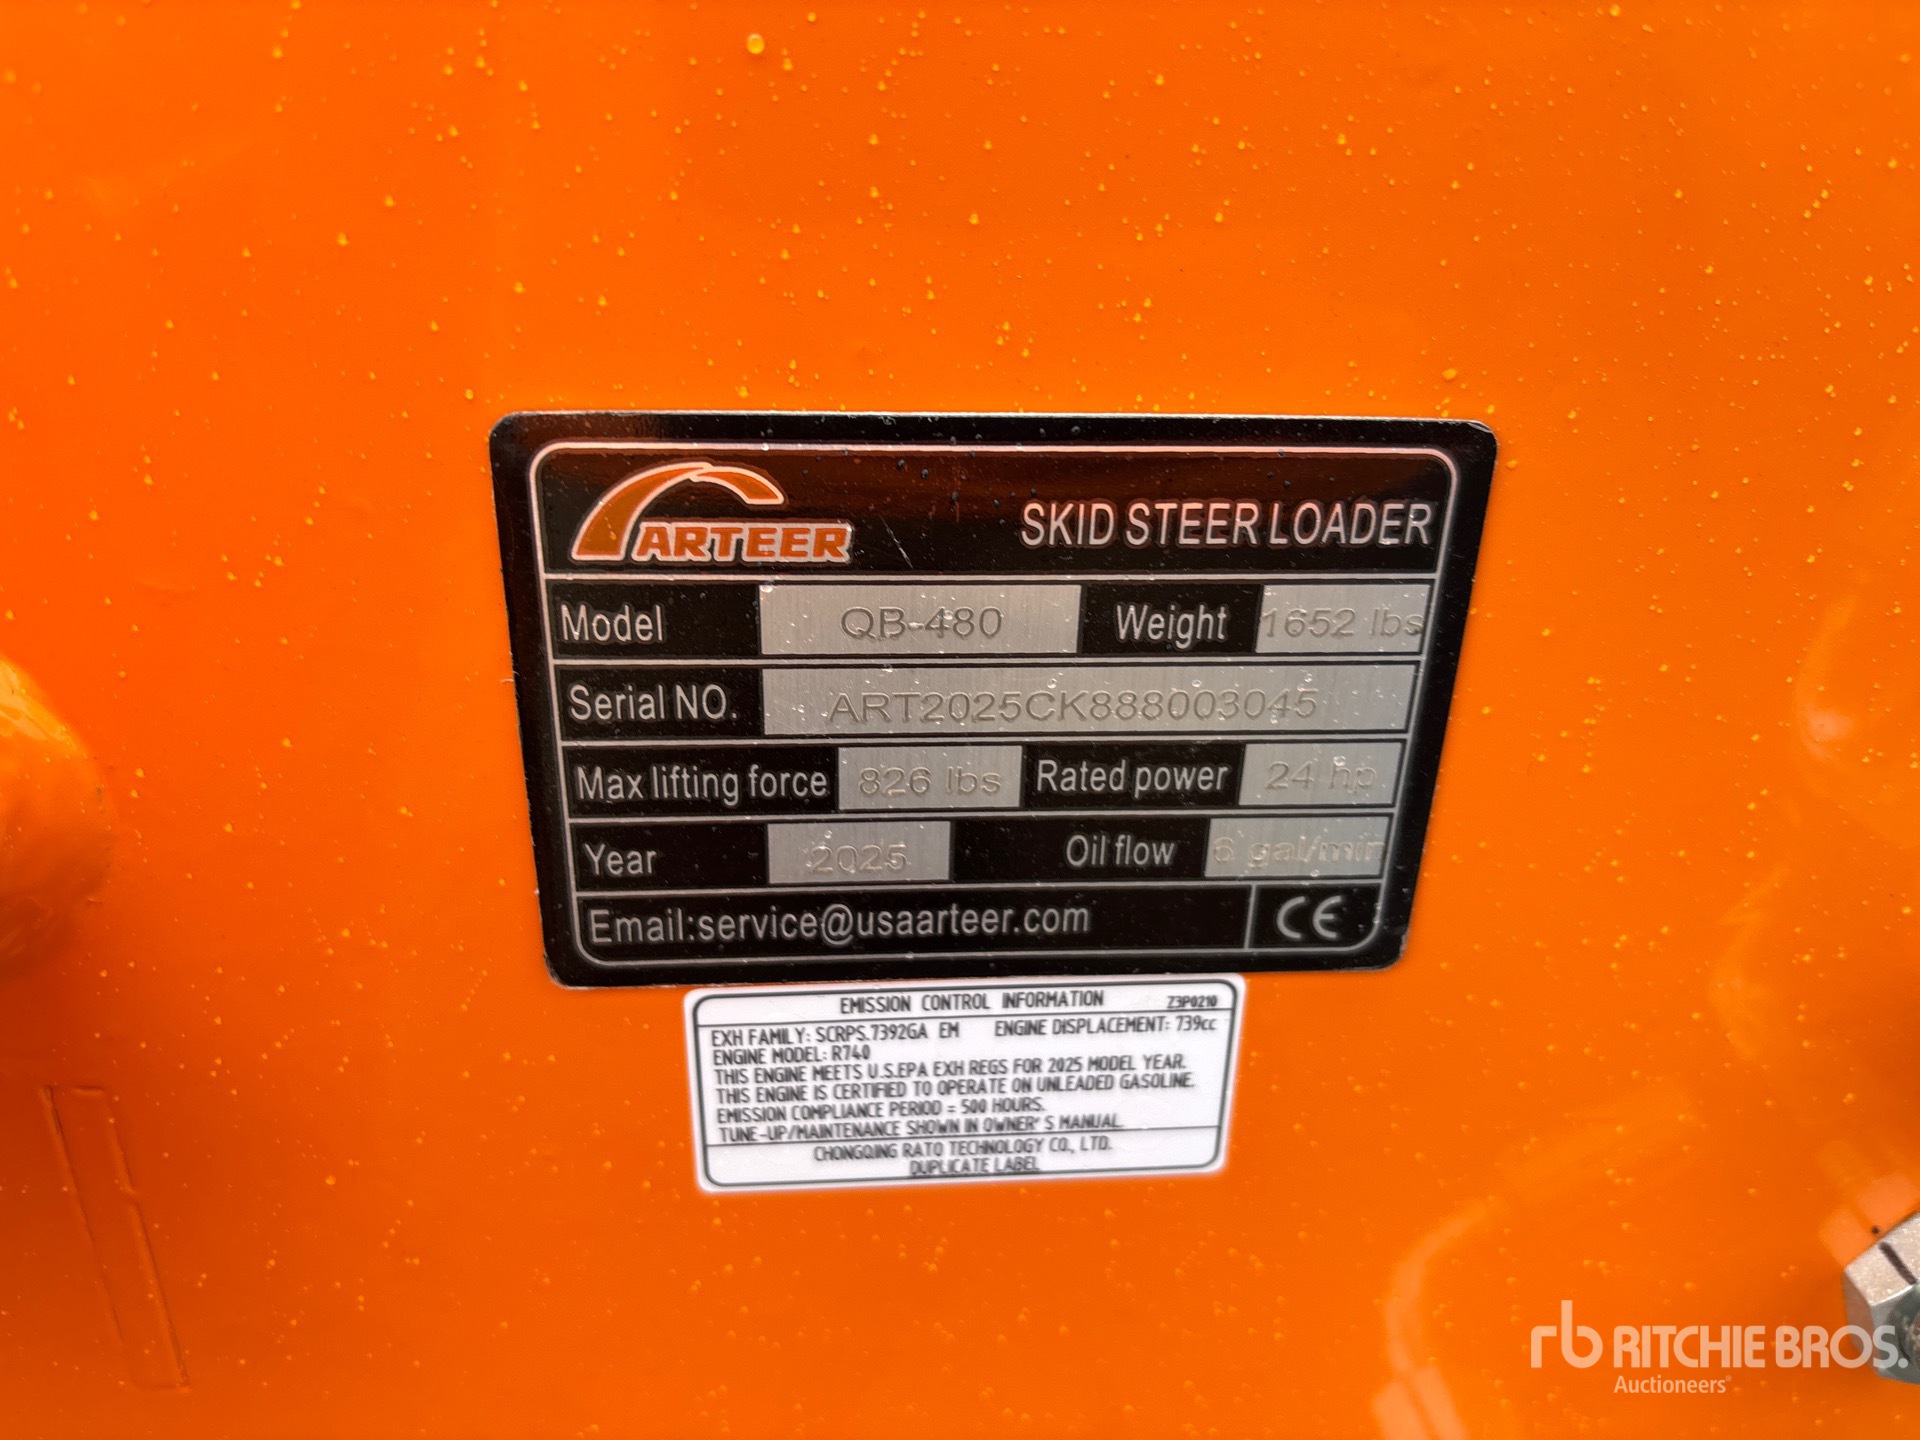 ARTEER
SKID STEER LOADER
Model QB-480 Weight 1652 lbs
Serial NO. ART2025CK888003045
Max lifting force 826 lbs Rated power 24 hp
Year 2025 Oil flow 6 gal/min
Email:service@usaarteer.com CE
EMISSION CONTROL INFORMATION Z3P0210
EXH FAMILY: SCRPS.7392GA EM ENGINE DISPLACEMENT: 739cc
ENGINE MODEL: R740
THIS ENGINE MEETS U.S.EPA EXH REGS FOR 2025 MODEL YEAR.
THIS ENGINE IS CERTIFIED TO OPERATE ON UNLEADED GASOLINE.
EMISSION COMPLIANCE PERIOD = 500 HOURS.
TUNE-UP/MAINTENANCE SHOWN IN OWNER' S MANUAL.
CHONGQING RATO TECHNOLOGY CO., LTD.
DUPLICATE LABEL
rb RITCHIE BROS.
Auctioneers